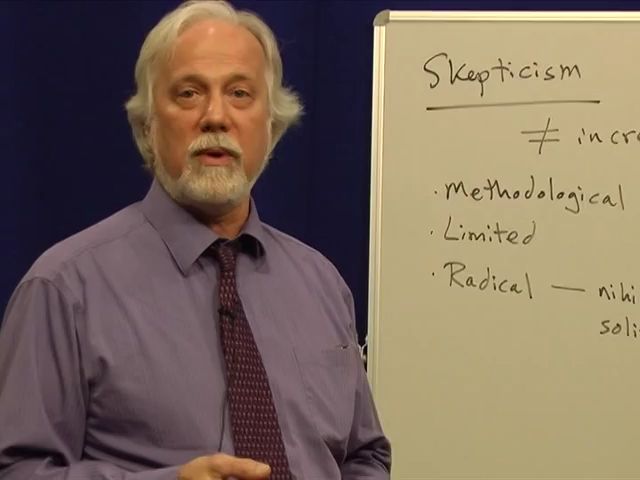 Skepticism
≠ incre
· Methodological
· Limited
· Radical — nihi
soli